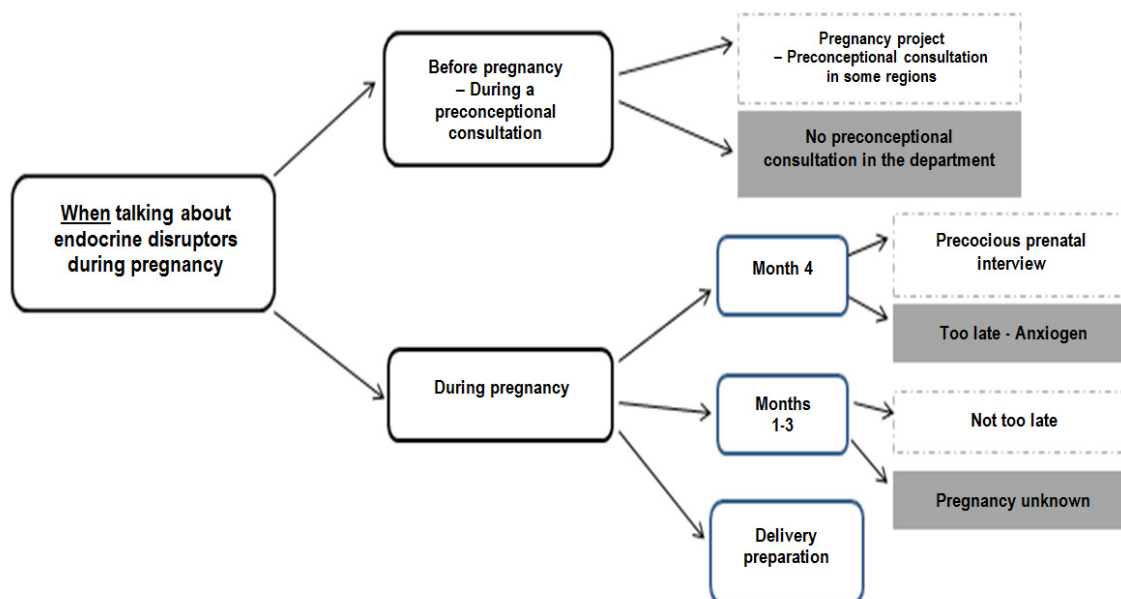 When talking about
endocrine disruptors
during pregnancy
Before pregnancy
– During a
preconceptional
consultation
Pregnancy project
– Preconceptional consultation
in some regions
No preconceptional
consultation in the department
During pregnancy
Month 4
Precocious prenatal
interview
Too late - Anxiogen
Months
1-3
Not too late
Pregnancy unknown
Delivery
preparation